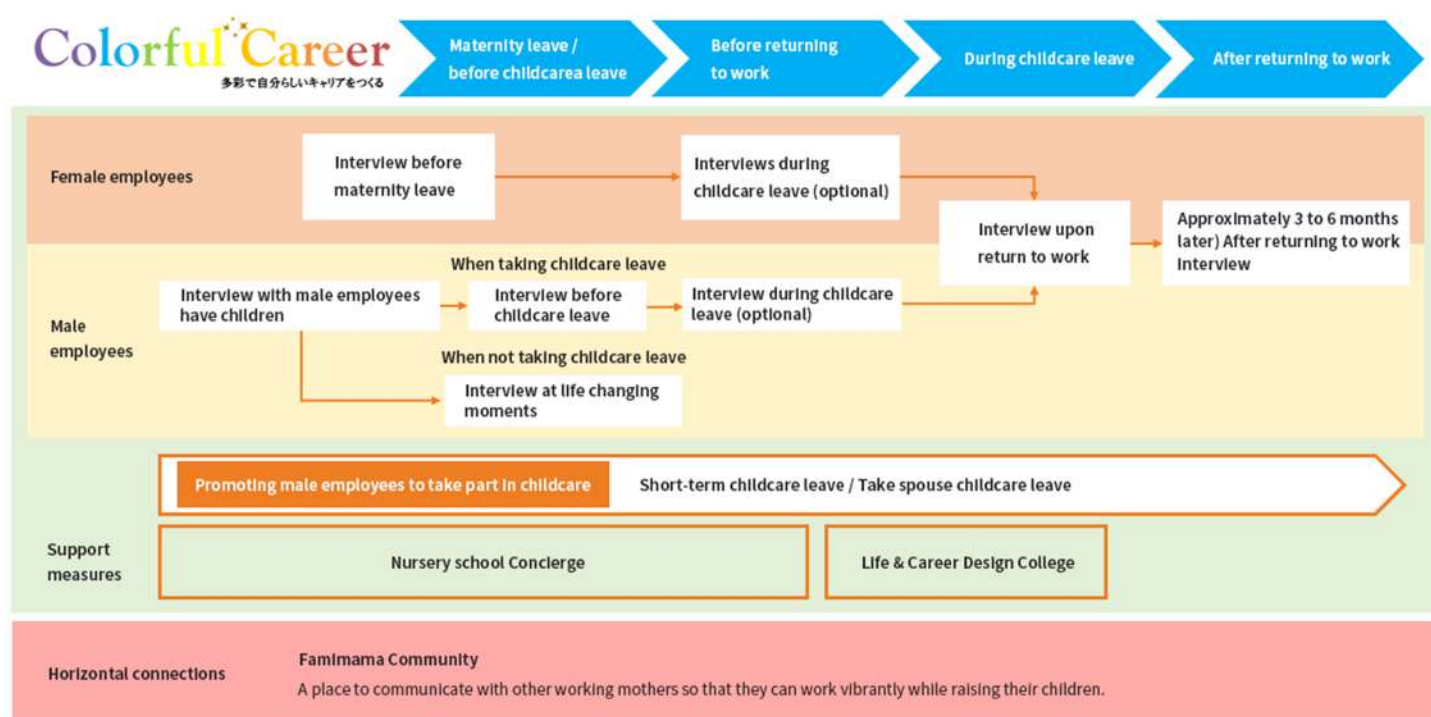 Colorful Career
多彩で自分らしいキャリアをつくる
Maternity leave /
before childcarea leave
Before returning
to work
During childcare leave
After returning to work
Female employees
Interview before
maternity leave
Interviews during
childcare leave (optional)
Interview upon
return to work
Approximately 3 to 6 months
later) After returning to work
Interview
Male
employees
When taking childcare leave
Interview with male employees
have children
Interview before
childcare leave
Interview during childcare
leave (optional)
When not taking childcare leave
Interview at life changing
moments
Support
measures
Promoting male employees to take part in childcare
Short-term childcare leave / Take spouse childcare leave
Nursery school Concierge
Life & Career Design College
Horizontal connections
Famimama Community
A place to communicate with other working mothers so that they can work vibrantly while raising their children.